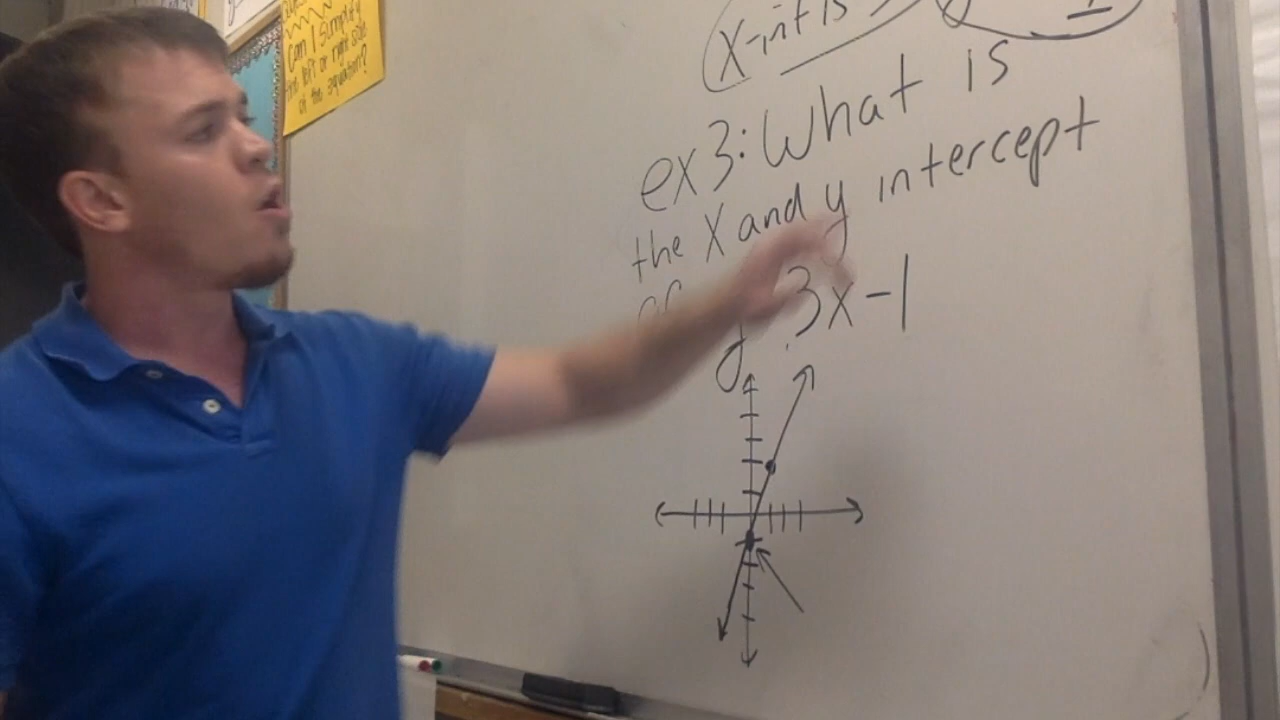 Can I simplify
the left or right side
of the equation?
X-int is
ex3: What is
the X and y intercept
of y 3x-1